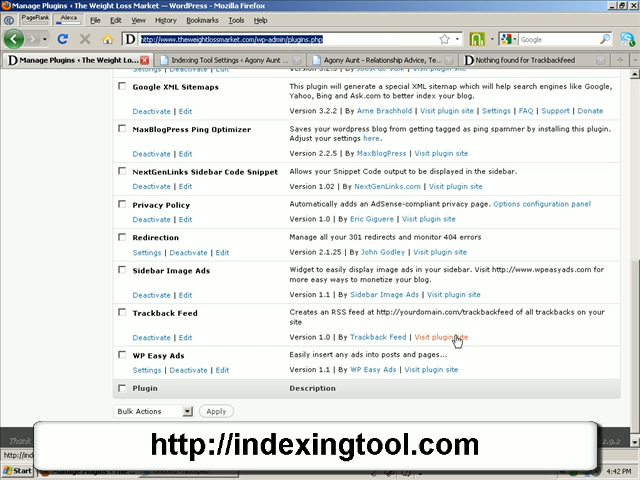 Manage Plugins ‹ The Weight Loss Market — WordPress - Mozilla Firefox
File Edit View History Bookmarks Tools Help
PageRank Alexa
http://www.theweightlossmarket.com/wp-admin/plugins.php
Google
Manage Plugins ‹ The Weight Los...
Indexing Tool Settings ‹ Agony Aunt ...
Agony Aunt - Relationship Advice, Te...
Nothing found for Trackbackfeed
Settings | Deactivate | Edit
Google XML Sitemaps
This plugin will generate a special XML sitemap which will help search engines like Google, Yahoo, Bing and Ask.com to better index your blog.
Deactivate | Edit
Version 3.2.2 | By Arne Brachhold | Visit plugin site | Settings | FAQ | Support | Donate
MaxBlogPress Ping Optimizer
Saves your wordpress blog from getting tagged as ping spammer by installing this plugin.
Adjust your settings here.
Deactivate | Edit
Version 2.2.5 | By MaxBlogPress | Visit plugin site
NextGenLinks Sidebar Code Snippet
Allows your Snippet Code output to be displayed in the sidebar.
Deactivate | Edit
Version 1.02 | By NextGenLinks.com | Visit plugin site
Privacy Policy
Automatically adds an AdSense-compliant privacy page. Options configuration panel
Deactivate | Edit
Version 1.0 | By Eric Giguere | Visit plugin site
Redirection
Manage all your 301 redirects and monitor 404 errors
Settings | Deactivate | Edit
Version 2.1.25 | By John Godley | Visit plugin site
Sidebar Image Ads
Widget to easily display image ads in your sidebar. Visit http://www.wpeasyads.com for
more easy ways to monetize your blog.
Deactivate | Edit
Version 1.1 | By Sidebar Image Ads | Visit plugin site
Trackback Feed
Creates an RSS feed at http://yourdomain.com/trackbackfeed of all trackbacks on your
site
Deactivate | Edit
Version 1.0 | By Trackback Feed | Visit plugin site
WP Easy Ads
Easily insert any ads into posts and pages...
Settings | Deactivate | Edit
Version 1.1 | By WP Easy Ads | Visit plugin site
Plugin Description
Bulk Actions Apply
http://indexingtool.com
Start
4:42 PM